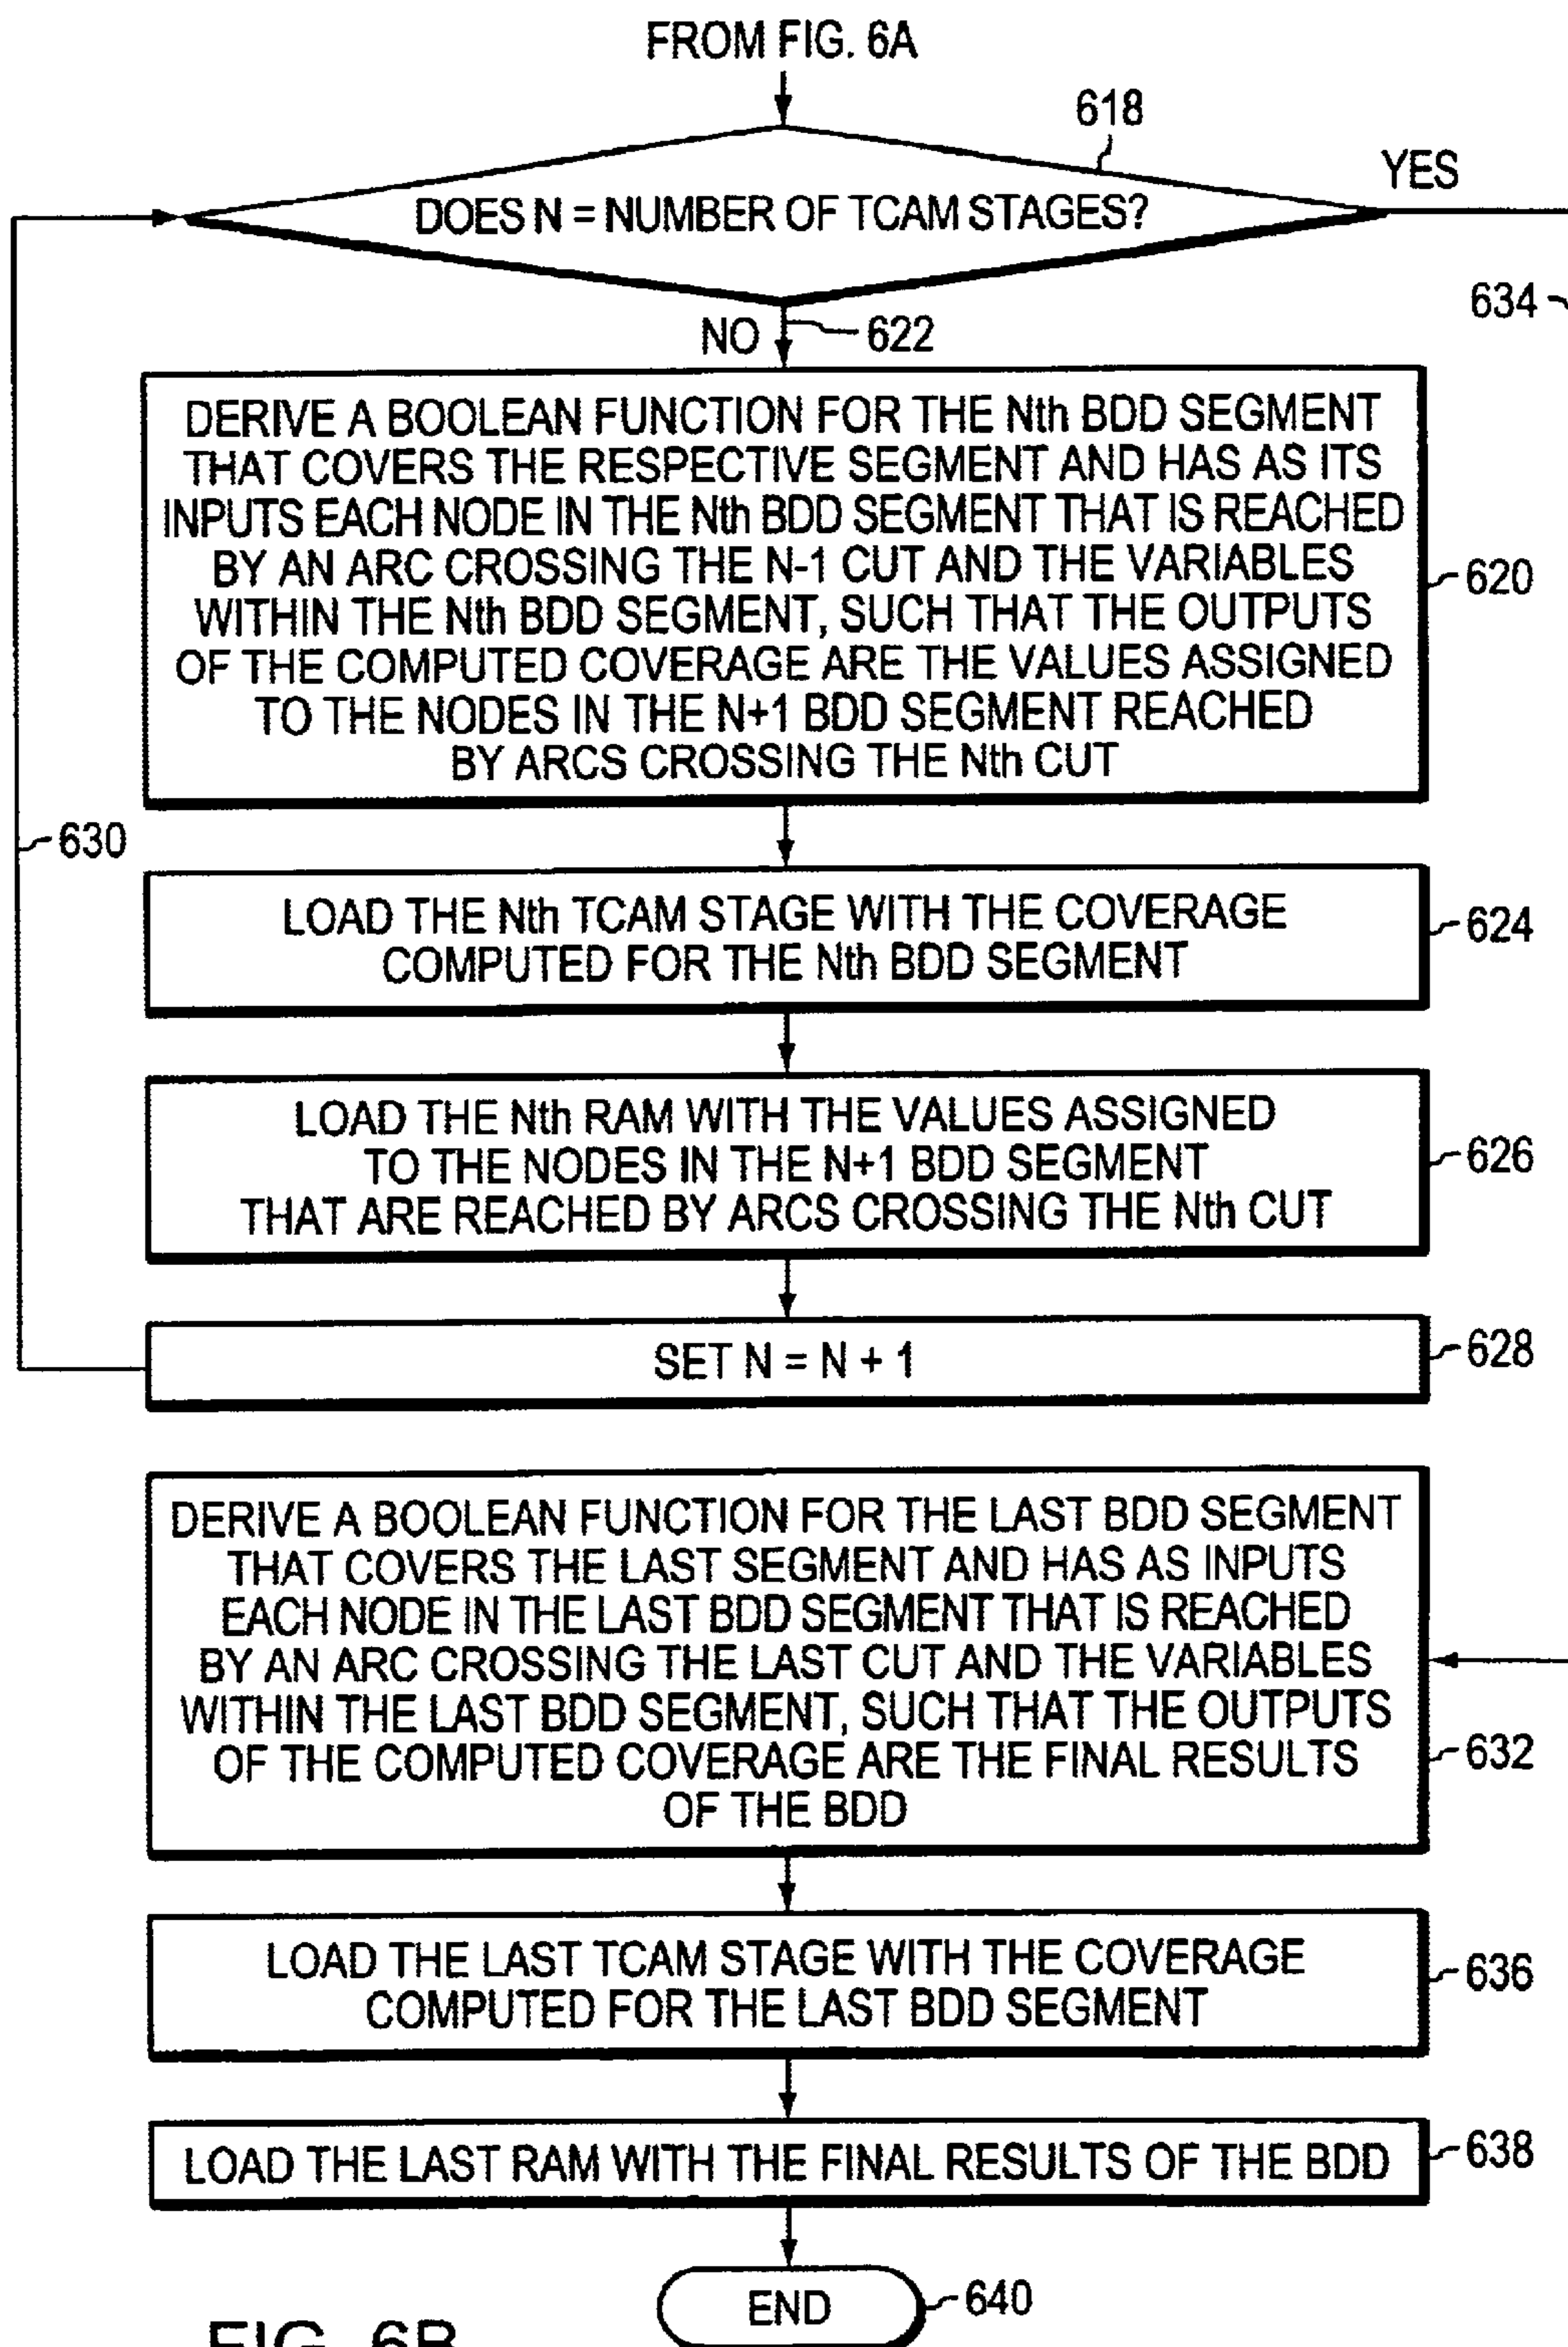 FROM FIG. 6A
618
YES
DOES N = NUMBER OF TCAM STAGES?
634
NO
622
DERIVE A BOOLEAN FUNCTION FOR THE Nth BDD SEGMENT
THAT COVERS THE RESPECTIVE SEGMENT AND HAS AS ITS
INPUTS EACH NODE IN THE Nth BDD SEGMENT THAT IS REACHED
BY AN ARC CROSSING THE N-1 CUT AND THE VARIABLES
WITHIN THE Nth BDD SEGMENT, SUCH THAT THE OUTPUTS
OF THE COMPUTED COVERAGE ARE THE VALUES ASSIGNED
TO THE NODES IN THE N+1 BDD SEGMENT REACHED
BY ARCS CROSSING THE Nth CUT
620
630
LOAD THE Nth TCAM STAGE WITH THE COVERAGE
COMPUTED FOR THE Nth BDD SEGMENT
624
LOAD THE Nth RAM WITH THE VALUES ASSIGNED
TO THE NODES IN THE N+1 BDD SEGMENT
THAT ARE REACHED BY ARCS CROSSING THE Nth CUT
626
SET N = N + 1
628
DERIVE A BOOLEAN FUNCTION FOR THE LAST BDD SEGMENT
THAT COVERS THE LAST SEGMENT AND HAS AS INPUTS
EACH NODE IN THE LAST BDD SEGMENT THAT IS REACHED
BY AN ARC CROSSING THE LAST CUT AND THE VARIABLES
WITHIN THE LAST BDD SEGMENT, SUCH THAT THE OUTPUTS
OF THE COMPUTED COVERAGE ARE THE FINAL RESULTS
OF THE BDD
632
LOAD THE LAST TCAM STAGE WITH THE COVERAGE
COMPUTED FOR THE LAST BDD SEGMENT
636
LOAD THE LAST RAM WITH THE FINAL RESULTS OF THE BDD
638
END
640
FIG. 6B